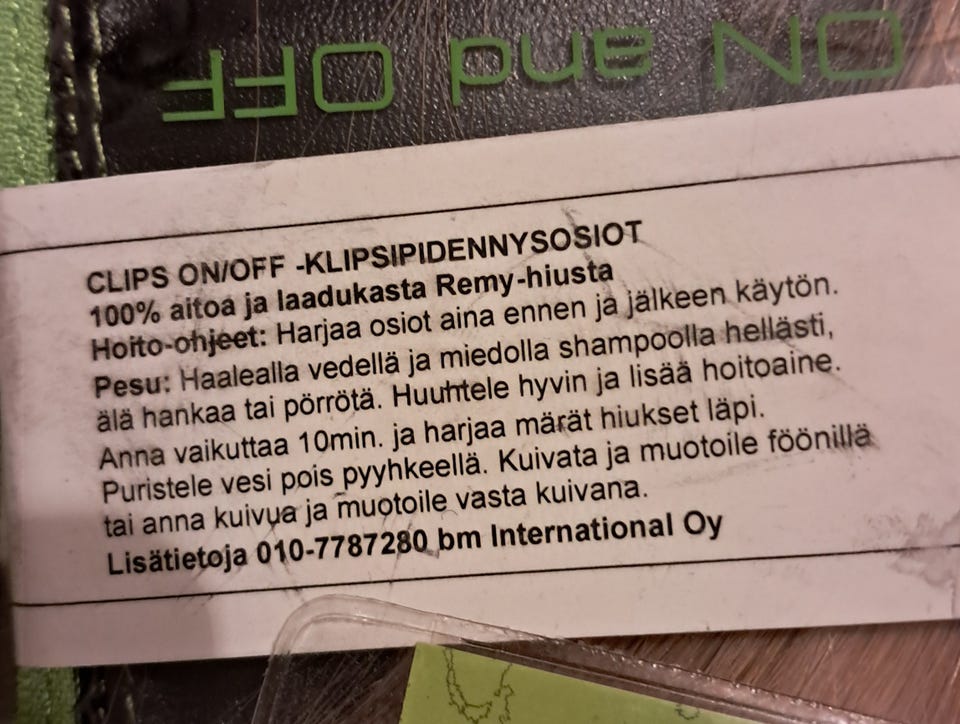 ON and OFF
CLIPS ON/OFF -KLIPSIPIDENNYSOSIOT
100% aitoa ja laadukasta Remy-hiusta
Hoito-ohjeet: Harjaa osiot aina ennen ja jälkeen käytön.
Pesu: Haalealla vedellä ja miedolla shampoolla hellästi,
älä hankaa tai pörrötä. Huuhtele hyvin ja lisää hoitoaine.
Anna vaikuttaa 10min. ja harjaa märät hiukset läpi.
Puristele vesi pois pyyhkeellä. Kuivata ja muotoile föönillä
tai anna kuivua ja muotoile vasta kuivana.
Lisätietoja 010-7787280 bm International Oy